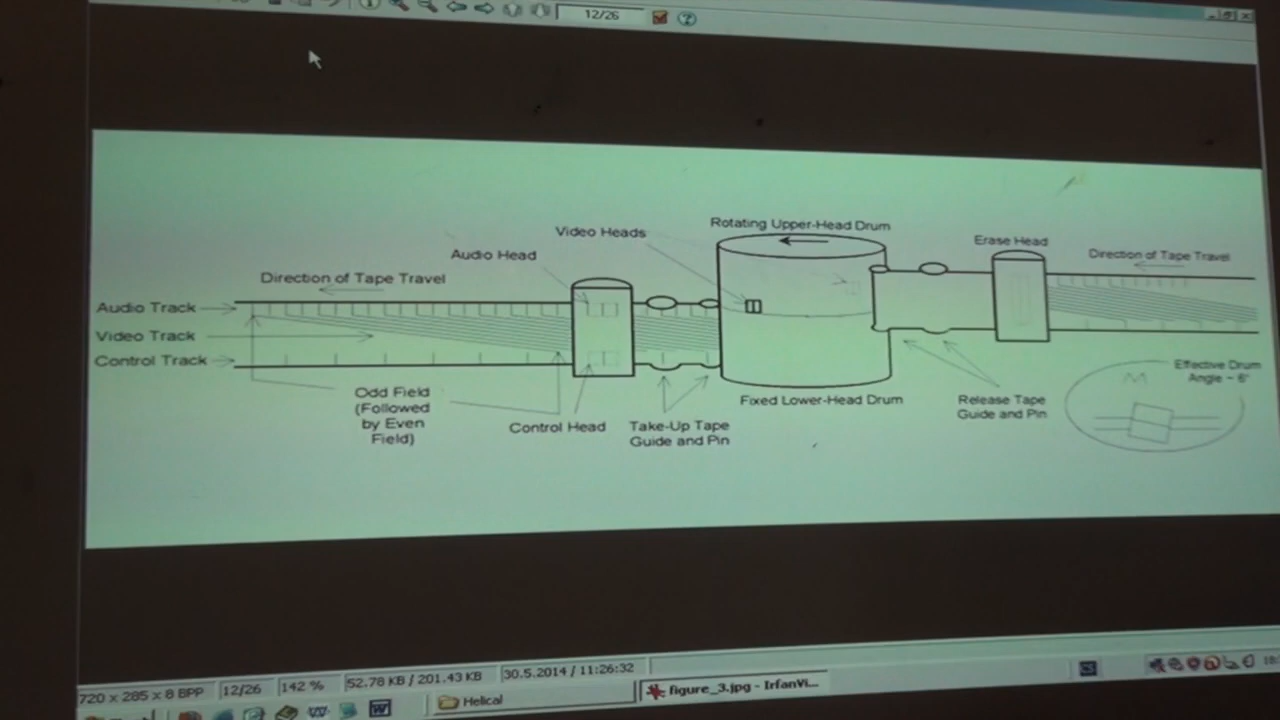 12/26
Rotating Upper-Head Drum
Video Heads
Erase Head
Audio Head
Direction of Tape Travel
Direction of Tape Travel
Audio Track
Video Track
Control Track
Effective Drum
Angle ~ 6°
Odd Field
(Followed
by Even
Field)
Control Head
Take-Up Tape
Guide and Pin
Fixed Lower-Head Drum
Release Tape
Guide and Pin
720 x 285 x 8 BPP
12/26
142 %
52.78 KB / 201.43 KB
30.5.2014 / 11:26:32
Helical
figure_3.jpg - IrfanVi...